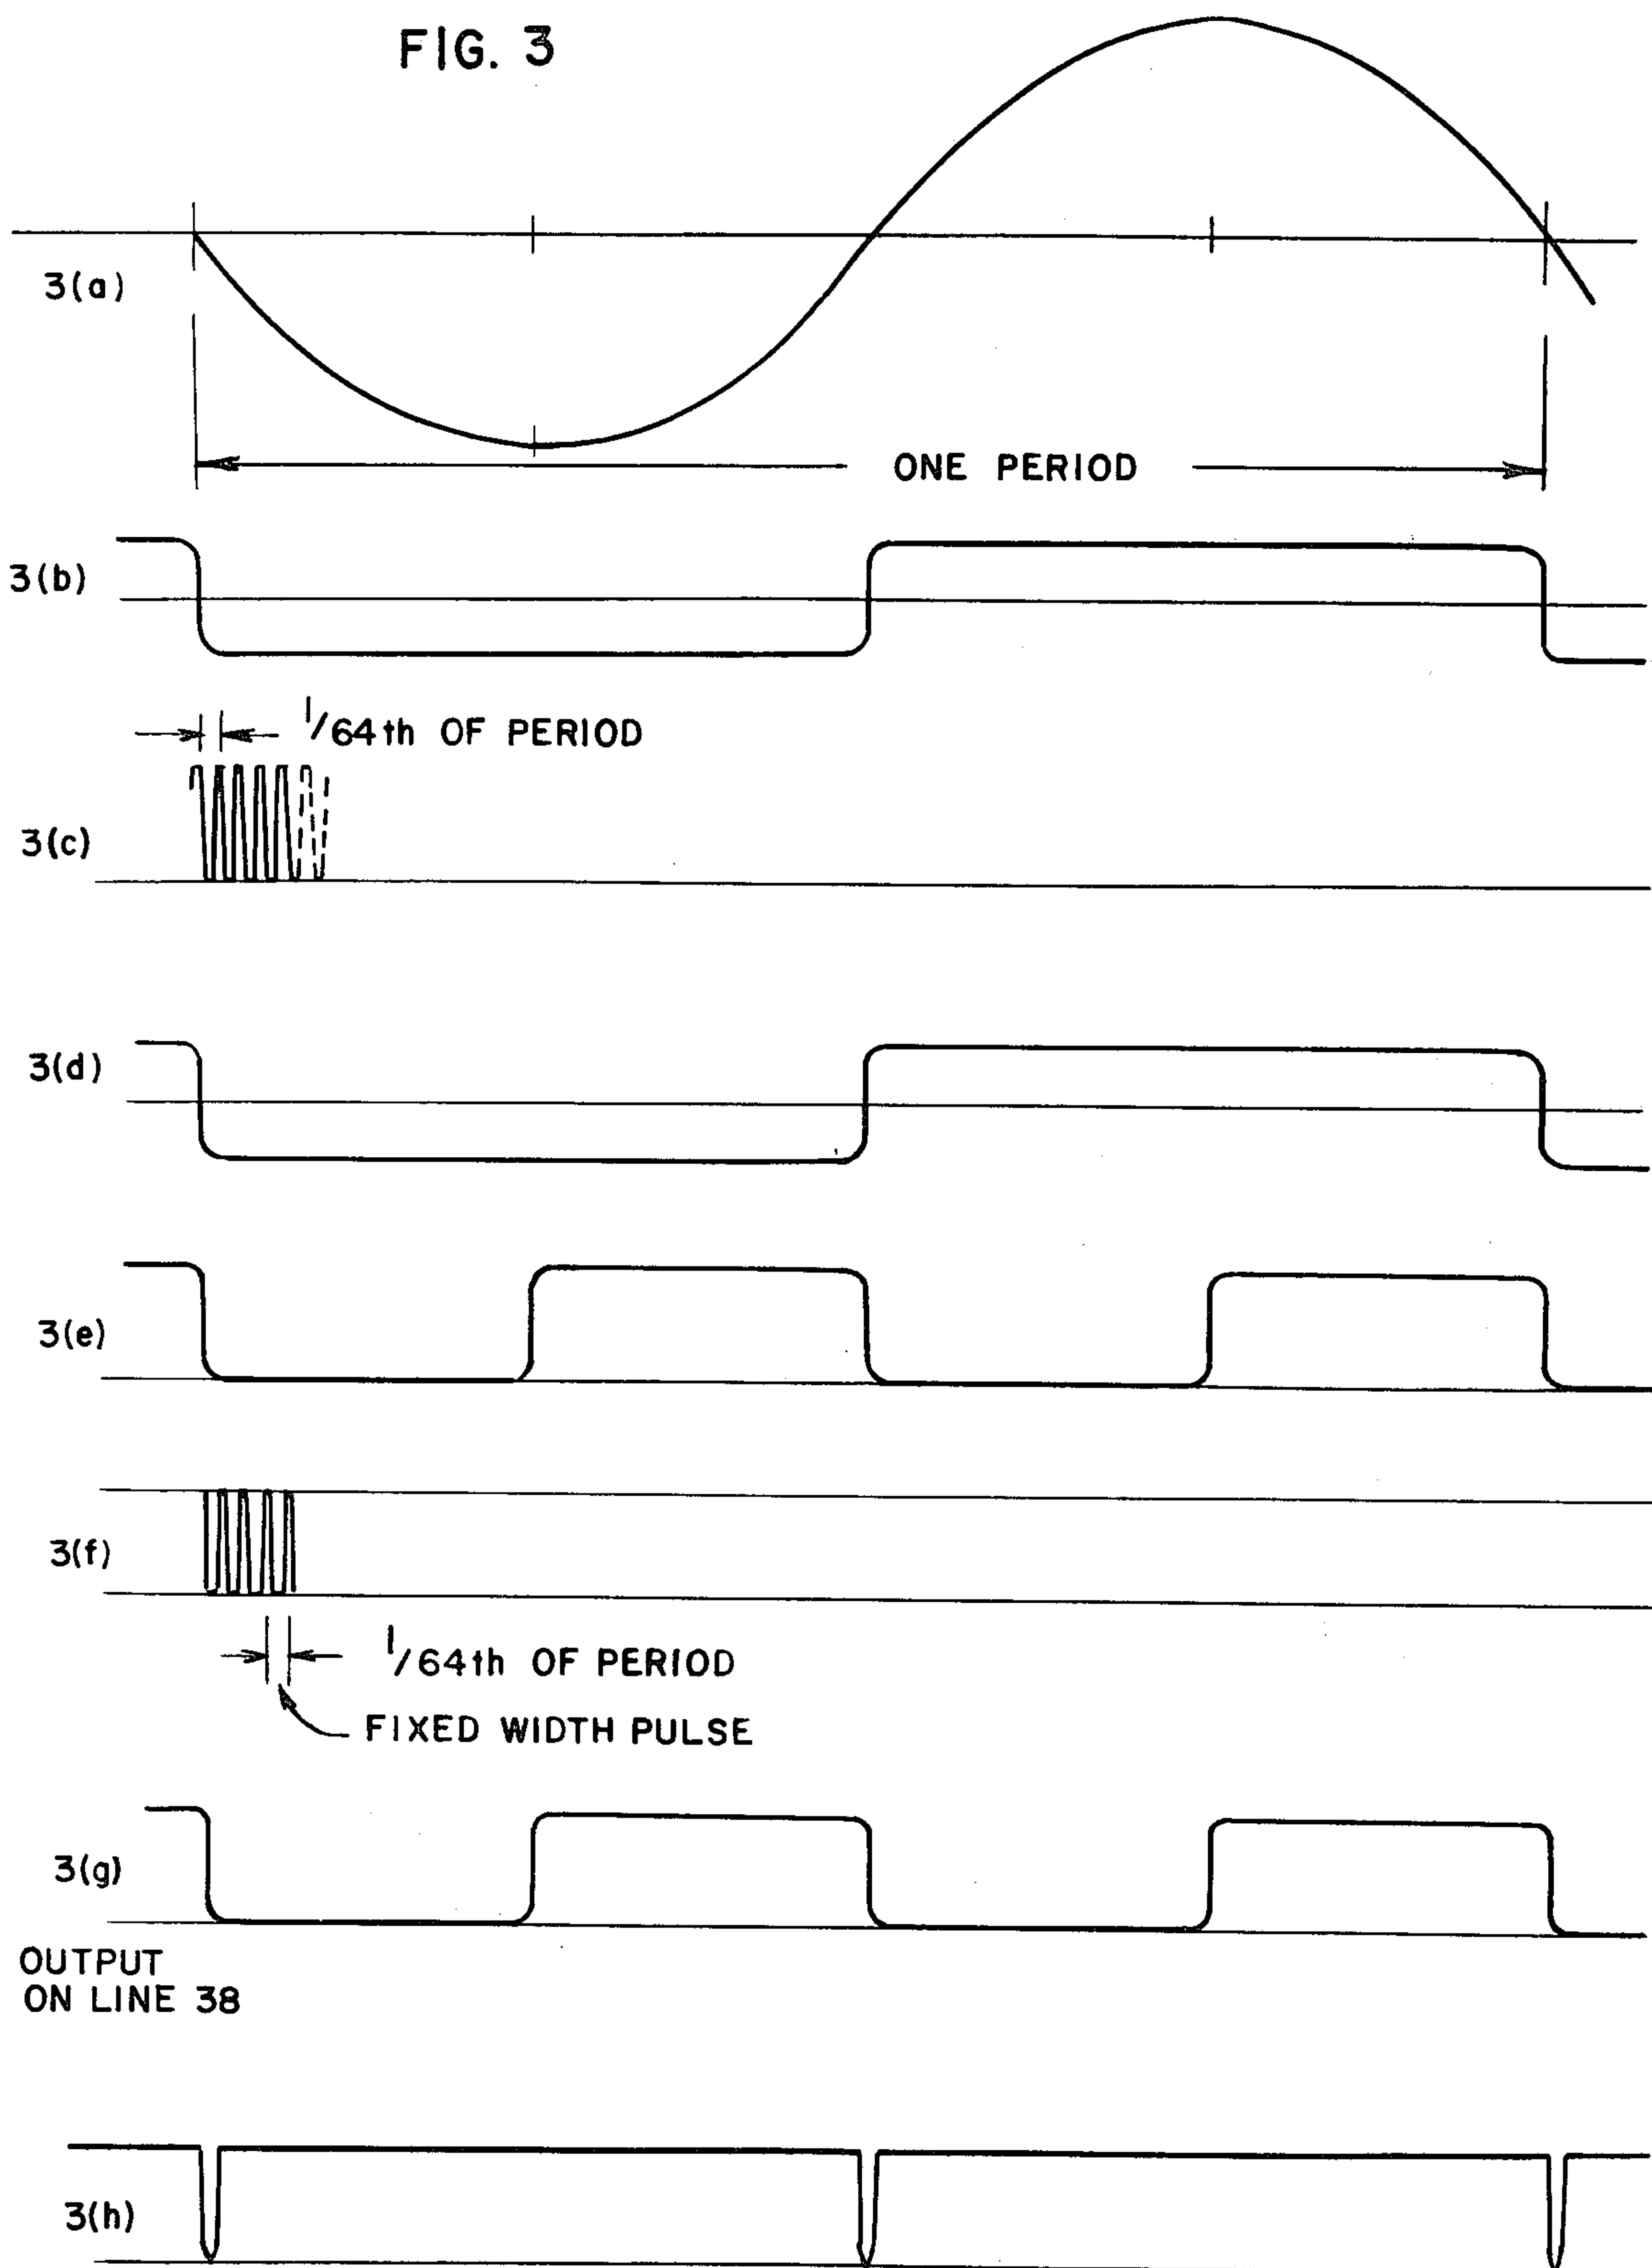 FIG. 3
3(a)
ONE PERIOD
3(b)
1/64th OF PERIOD
3(c)
3(d)
3(e)
3(f)
1/64th OF PERIOD
FIXED WIDTH PULSE
3(g)
OUTPUT
ON LINE 38
3(h)